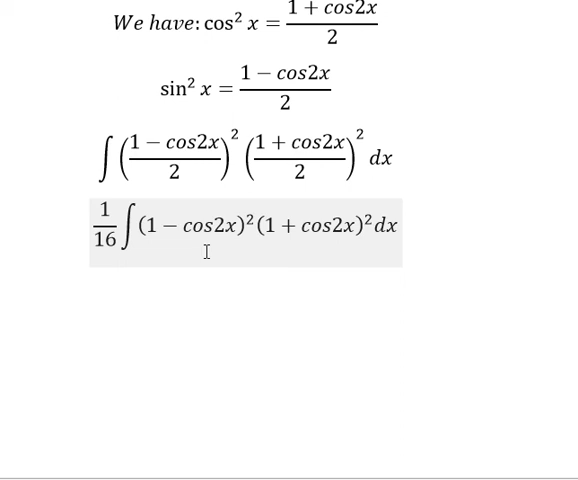 We have: cos² x = (1 + cos2x)/2
sin² x = (1 − cos2x)/2
∫ ((1 − cos2x)/2)² ((1 + cos2x)/2)² dx
1/16 ∫ (1 − cos2x)²(1 + cos2x)² dx